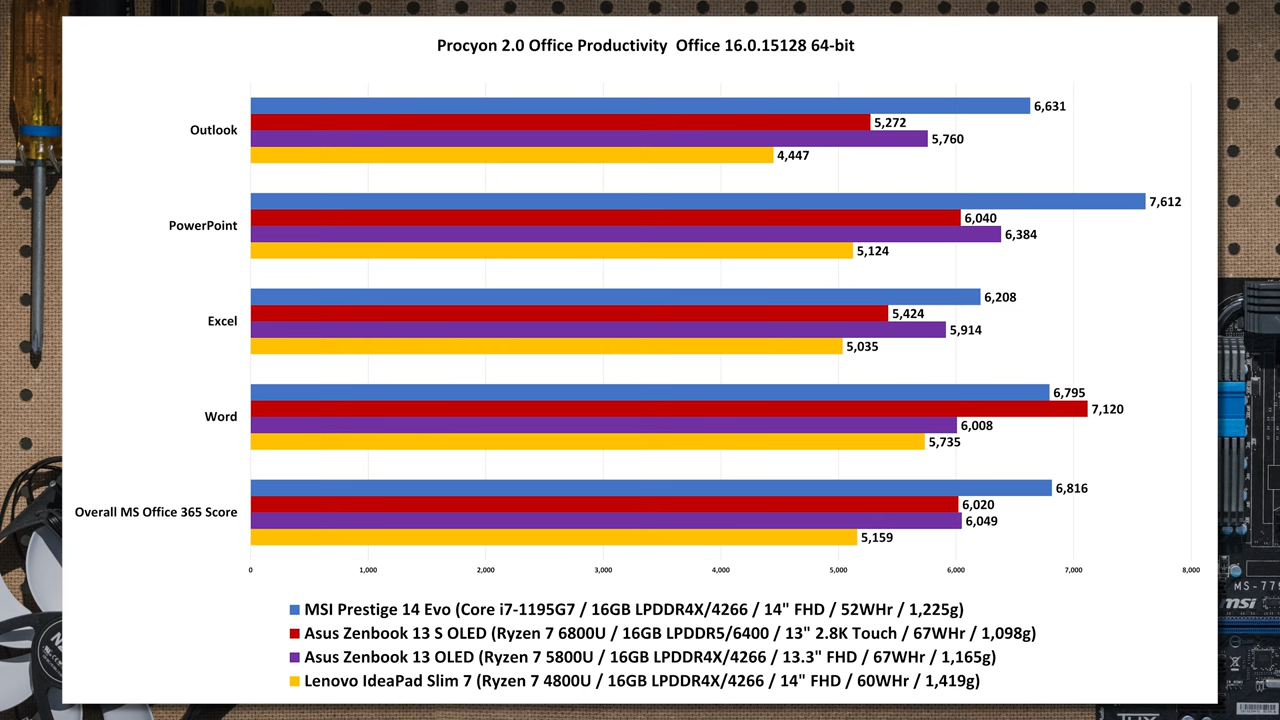 Procyon 2.0 Office Productivity Office 16.0.15128 64-bit
Outlook
6,631
5,272
5,760
4,447
PowerPoint
7,612
6,040
6,384
5,124
Excel
6,208
5,424
5,914
5,035
Word
6,795
7,120
6,008
5,735
Overall MS Office 365 Score
6,816
6,020
6,049
5,159
0 1,000 2,000 3,000 4,000 5,000 6,000 7,000 8,000
MSI Prestige 14 Evo (Core i7-1195G7 / 16GB LPDDR4X/4266 / 14" FHD / 52WHr / 1,225g)
Asus Zenbook 13 S OLED (Ryzen 7 6800U / 16GB LPDDR5/6400 / 13" 2.8K Touch / 67WHr / 1,098g)
Asus Zenbook 13 OLED (Ryzen 7 5800U / 16GB LPDDR4X/4266 / 13.3" FHD / 67WHr / 1,165g)
Lenovo IdeaPad Slim 7 (Ryzen 7 4800U / 16GB LPDDR4X/4266 / 14" FHD / 60WHr / 1,419g)
MS-77
msi